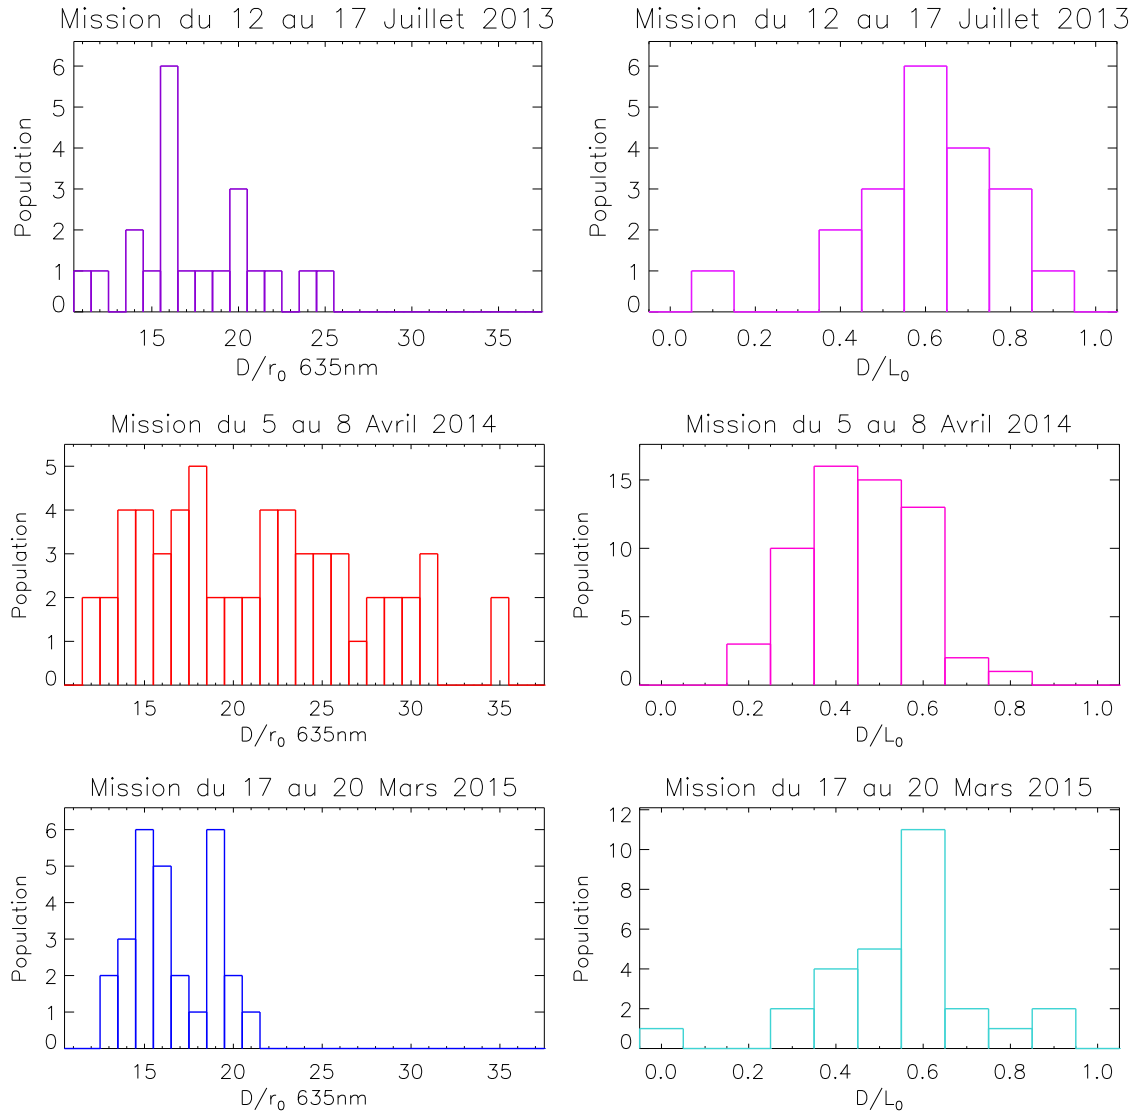 Mission du 12 au 17 Juillet 2013
Population
6
5
4
3
2
1
0
15 20 25 30 35
D/r0 635nm
Mission du 12 au 17 Juillet 2013
Population
6
5
4
3
2
1
0
0.0 0.2 0.4 0.6 0.8 1.0
D/L0
Mission du 5 au 8 Avril 2014
Population
5
4
3
2
1
0
15 20 25 30 35
D/r0 635nm
Mission du 5 au 8 Avril 2014
Population
15
10
5
0
0.0 0.2 0.4 0.6 0.8 1.0
D/L0
Mission du 17 au 20 Mars 2015
Population
6
5
4
3
2
1
0
15 20 25 30 35
D/r0 635nm
Mission du 17 au 20 Mars 2015
Population
12
10
8
6
4
2
0
0.0 0.2 0.4 0.6 0.8 1.0
D/L0